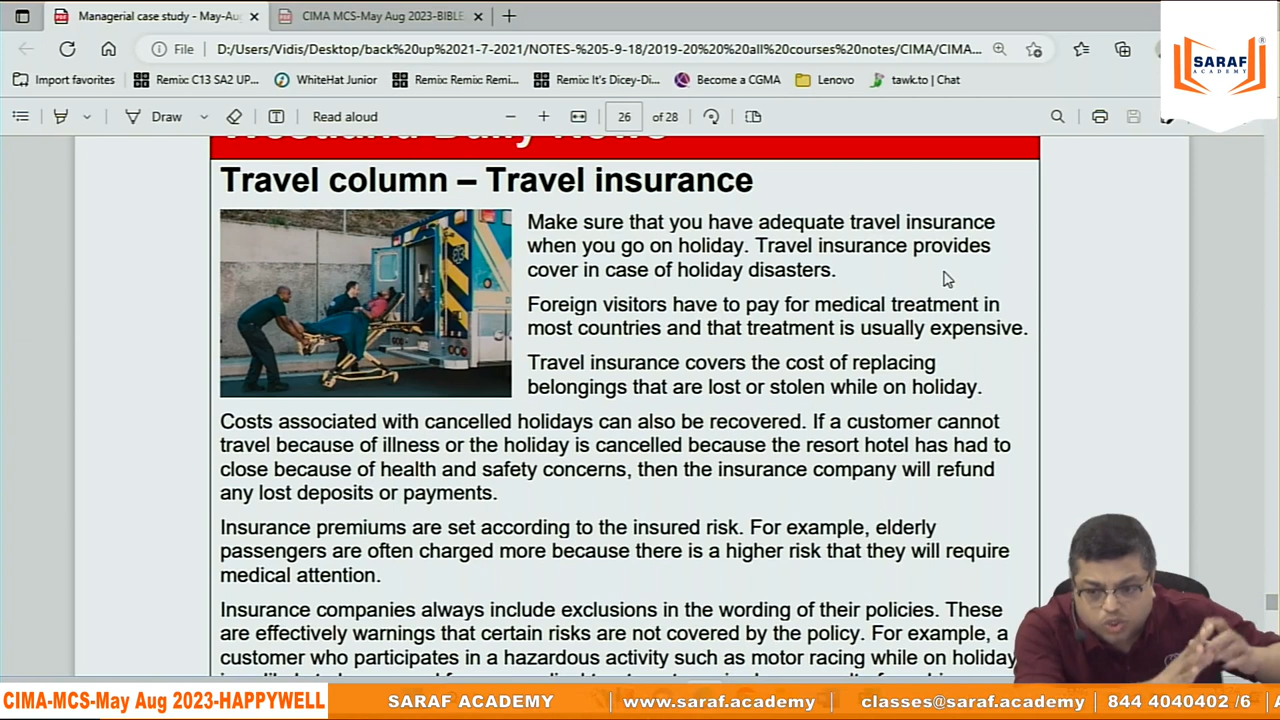 Managerial case study - May-Au
CIMA MCS-May Aug 2023-BIBLE
File
D:/Users/Vidis/Desktop/back%20up%2021-7-2021/NOTES-%205-9-18/2019-20%20%20all%20courses%20notes/CIMA/CIMA...
Import favorites
Remix: C13 SA2 UP...
WhiteHat Junior
Remix: Remix: Remi...
Remix: It's Dicey-Di...
Become a CGMA
Lenovo
tawk.to | Chat
SARAF
ACADEMY
Draw
Read aloud
26
of 28
Travel column – Travel insurance
Make sure that you have adequate travel insurance
when you go on holiday. Travel insurance provides
cover in case of holiday disasters.
Foreign visitors have to pay for medical treatment in
most countries and that treatment is usually expensive.
Travel insurance covers the cost of replacing
belongings that are lost or stolen while on holiday.
Costs associated with cancelled holidays can also be recovered. If a customer cannot
travel because of illness or the holiday is cancelled because the resort hotel has had to
close because of health and safety concerns, then the insurance company will refund
any lost deposits or payments.
Insurance premiums are set according to the insured risk. For example, elderly
passengers are often charged more because there is a higher risk that they will require
medical attention.
Insurance companies always include exclusions in the wording of their policies. These
are effectively warnings that certain risks are not covered by the policy. For example, a
customer who participates in a hazardous activity such as motor racing while on holiday
CIMA-MCS-May Aug 2023-HAPPYWELL
SARAF ACADEMY | www.saraf.academy | classes@saraf.academy | 844 4040402 /6 | A